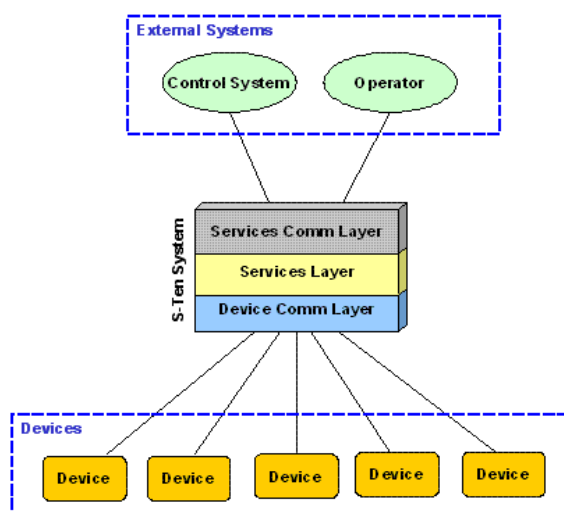 External Systems
Control System
Operator
S-Ten System
Services Comm Layer
Services Layer
Device Comm Layer
Devices
Device
Device
Device
Device
Device